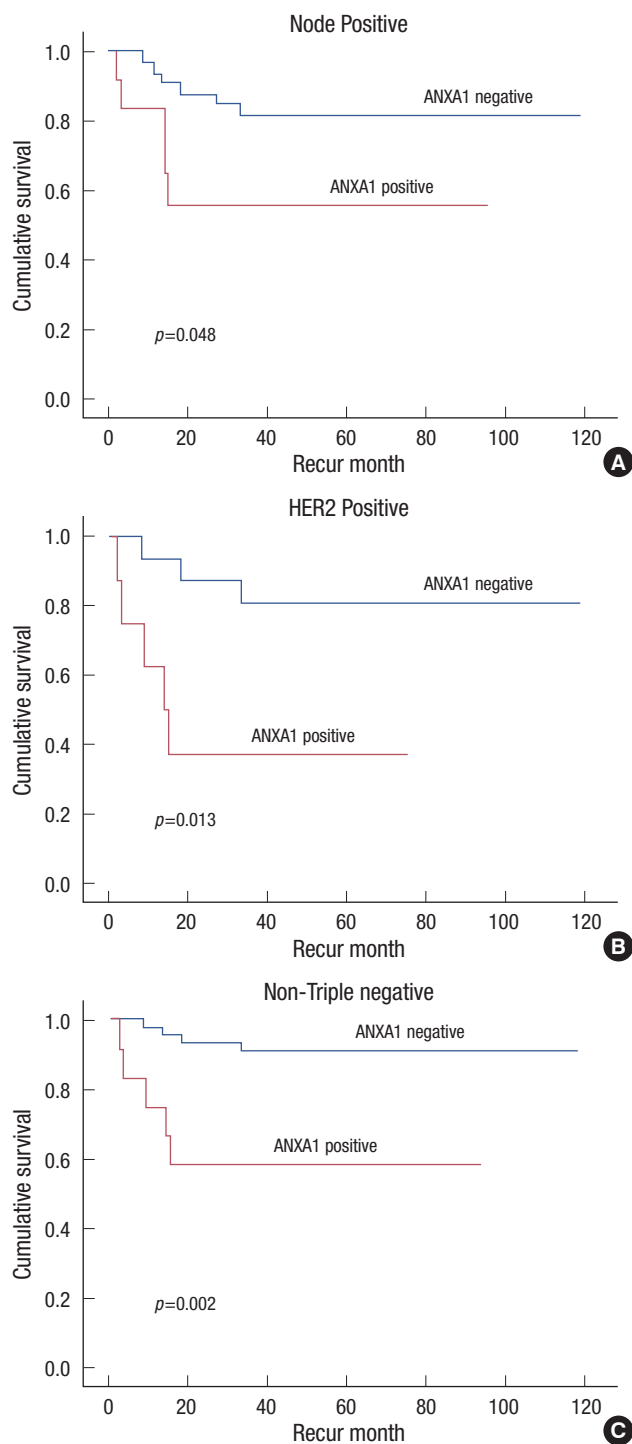 Node Positive
1.0
0.8
0.6
0.4
0.2
0.0
Cumulative survival
ANXA1 negative
ANXA1 positive
p=0.048
0 20 40 60 80 100 120
Recur month
A
HER2 Positive
1.0
0.8
0.6
0.4
0.2
0.0
Cumulative survival
ANXA1 negative
ANXA1 positive
p=0.013
0 20 40 60 80 100 120
Recur month
B
Non-Triple negative
1.0
0.8
0.6
0.4
0.2
0.0
Cumulative survival
ANXA1 negative
ANXA1 positive
p=0.002
0 20 40 60 80 100 120
Recur month
C